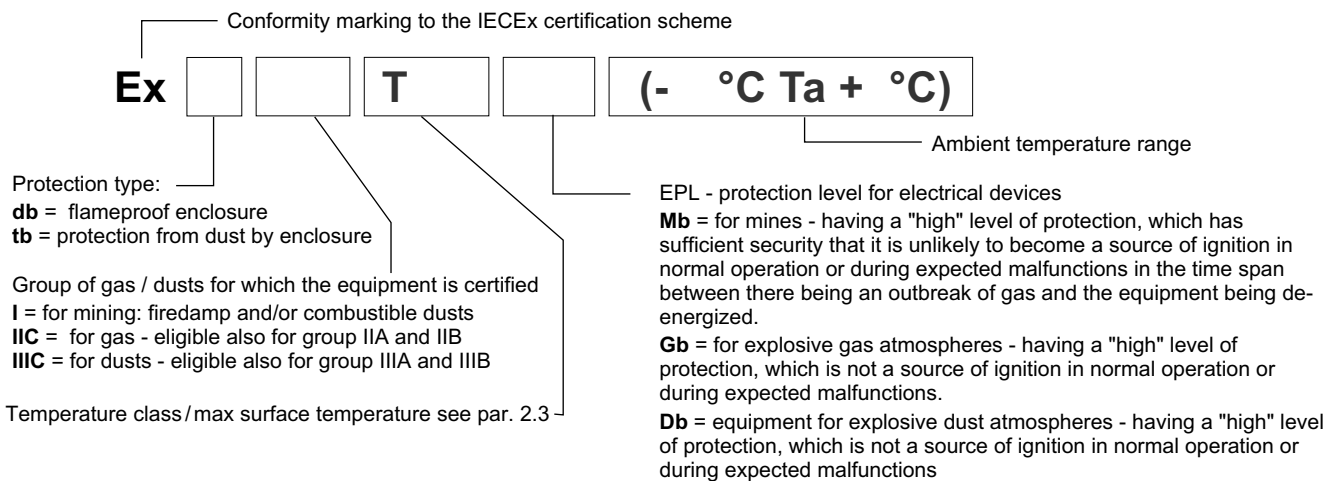 Conformity marking to the IECEx certification scheme
Ex T (- °C Ta + °C)
Ambient temperature range
Protection type:
db = flameproof enclosure
tb = protection from dust by enclosure
Group of gas / dusts for which the equipment is certified
I = for mining: firedamp and/or combustible dusts
IIC = for gas - eligible also for group IIA and IIB
IIIC = for dusts - eligible also for group IIIA and IIIB
Temperature class/max surface temperature see par. 2.3
EPL - protection level for electrical devices
Mb = for mines - having a "high" level of protection, which has
sufficient security that it is unlikely to become a source of ignition in
normal operation or during expected malfunctions in the time span
between there being an outbreak of gas and the equipment being de-
energized.
Gb = for explosive gas atmospheres - having a "high" level of
protection, which is not a source of ignition in normal operation or
during expected malfunctions.
Db = equipment for explosive dust atmospheres - having a "high" level
of protection, which is not a source of ignition in normal operation or
during expected malfunctions